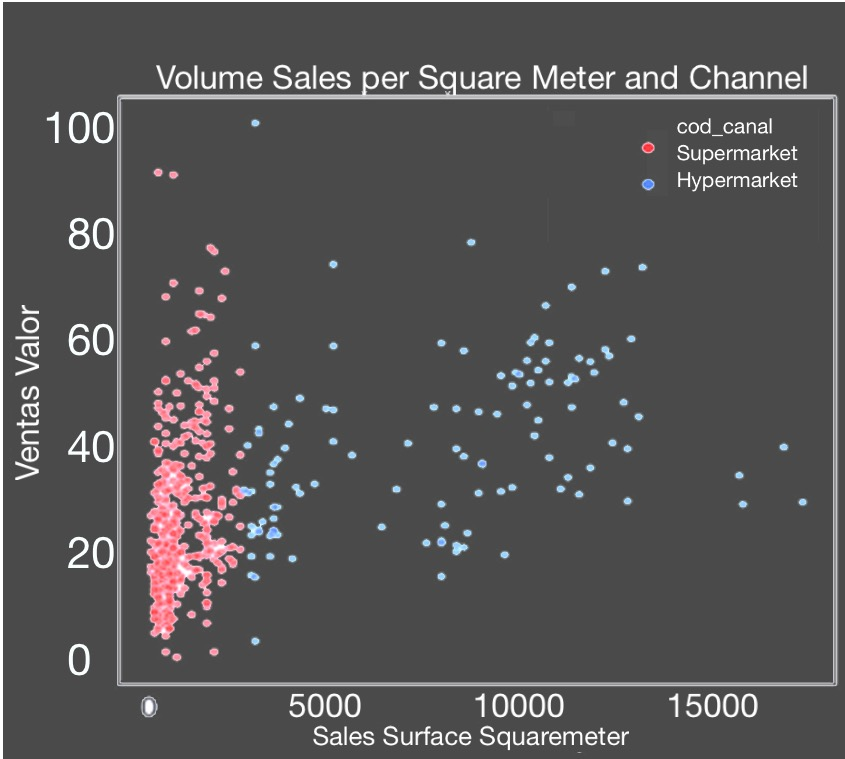 Volume Sales per Square Meter and Channel
cod_canal
Supermarket
Hypermarket
100
80
60
40
20
0
Ventas Valor
0
5000
10000
15000
Sales Surface Squaremeter